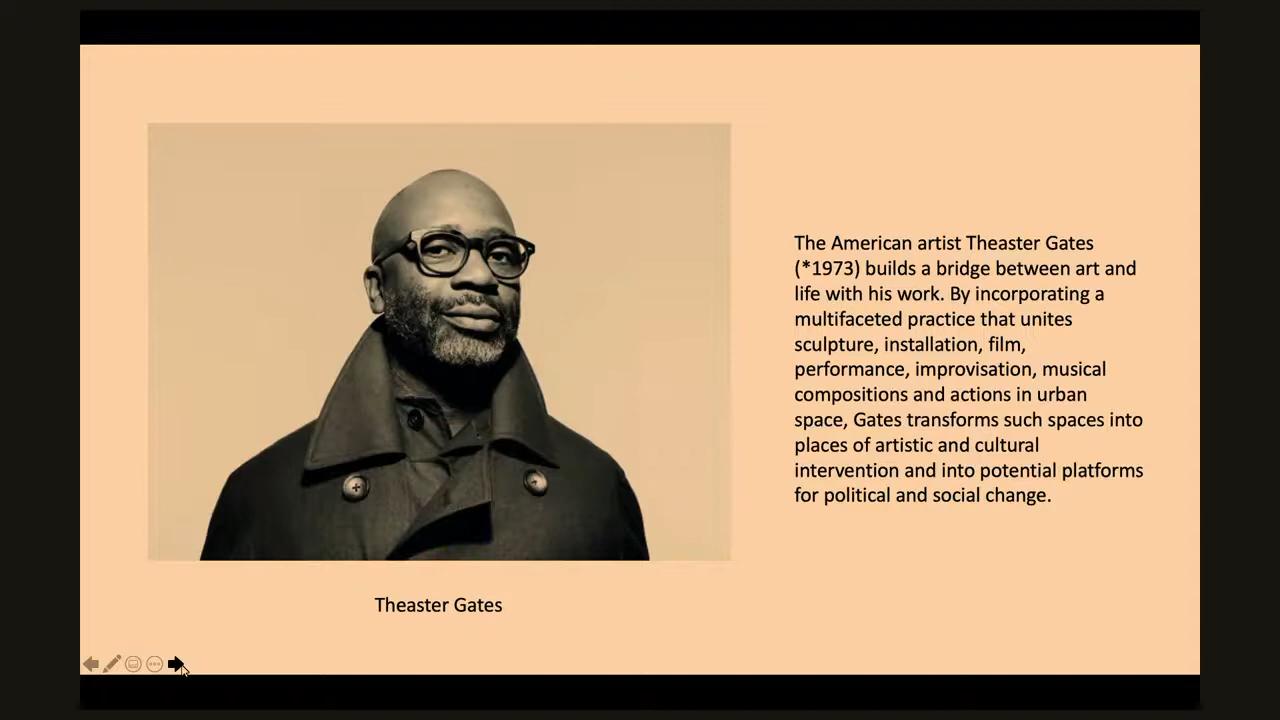 The American artist Theaster Gates
(*1973) builds a bridge between art and
life with his work. By incorporating a
multifaceted practice that unites
sculpture, installation, film,
performance, improvisation, musical
compositions and actions in urban
space, Gates transforms such spaces into
places of artistic and cultural
intervention and into potential platforms
for political and social change.
Theaster Gates